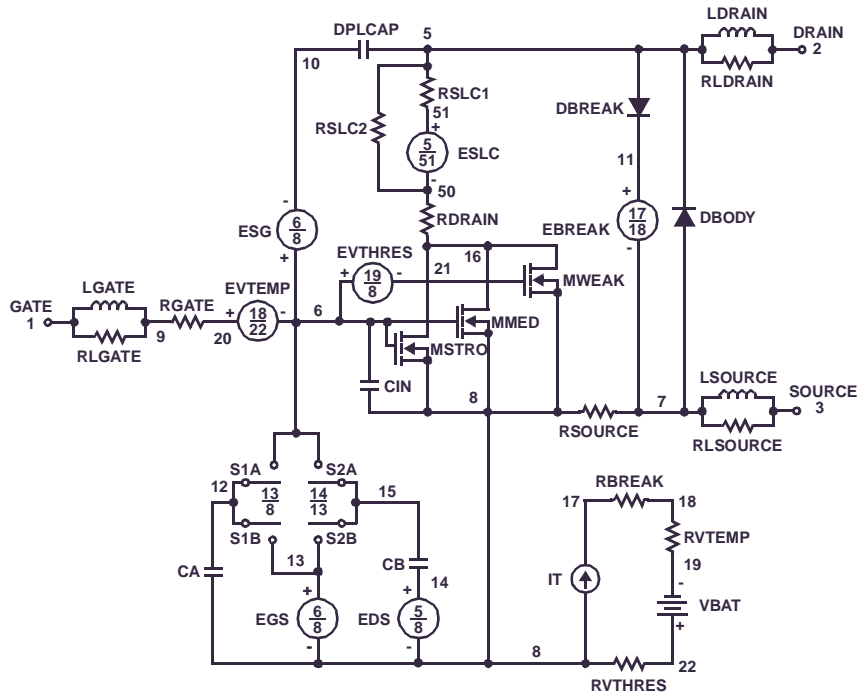 LDRAIN
DPLCAP
5
DRAIN
2
10
RLDRAIN
RSLC1
51
+
RSLC2
DBREAK
5
51
ESLC
-
50
11
-
+
ESG
6
8
+
RDRAIN
EBREAK
17
18
-
DBODY
EVTHRES
+
19
8
-
21
16
MWEAK
LGATE
GATE
1
RLGATE
9
RGATE
20
EVTEMP
+
18
22
-
6
MMED
MSTRO
CIN
8
RSOURCE
7
LSOURCE
SOURCE
3
RLSOURCE
S1A
S2A
12
13
8
14
13
15
S1B
S2B
13
CA
CB
14
+
EGS
6
8
-
+
EDS
5
8
-
RBREAK
17
18
RVTEMP
19
IT
-
VBAT
+
8
22
RVTHRES